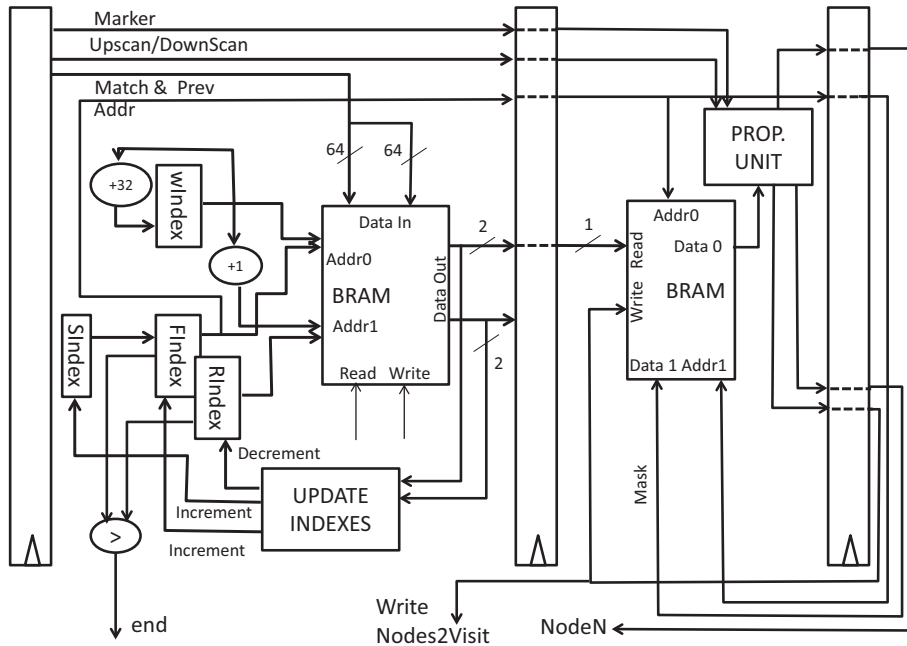 Marker
Upscan/DownScan
Match & Prev
Addr
64
64
PROP.
UNIT
+32
wIndex
Data In
2
1
Addr0
Read
Data 0
+1
Addr0
BRAM
Data Out
Write
BRAM
Addr1
SIndex
FIndex
RIndex
2
Read
Write
Data 1
Addr1
Decrement
UPDATE
INDEXES
Mask
Increment
>
Increment
end
Write
Nodes2Visit
NodeN